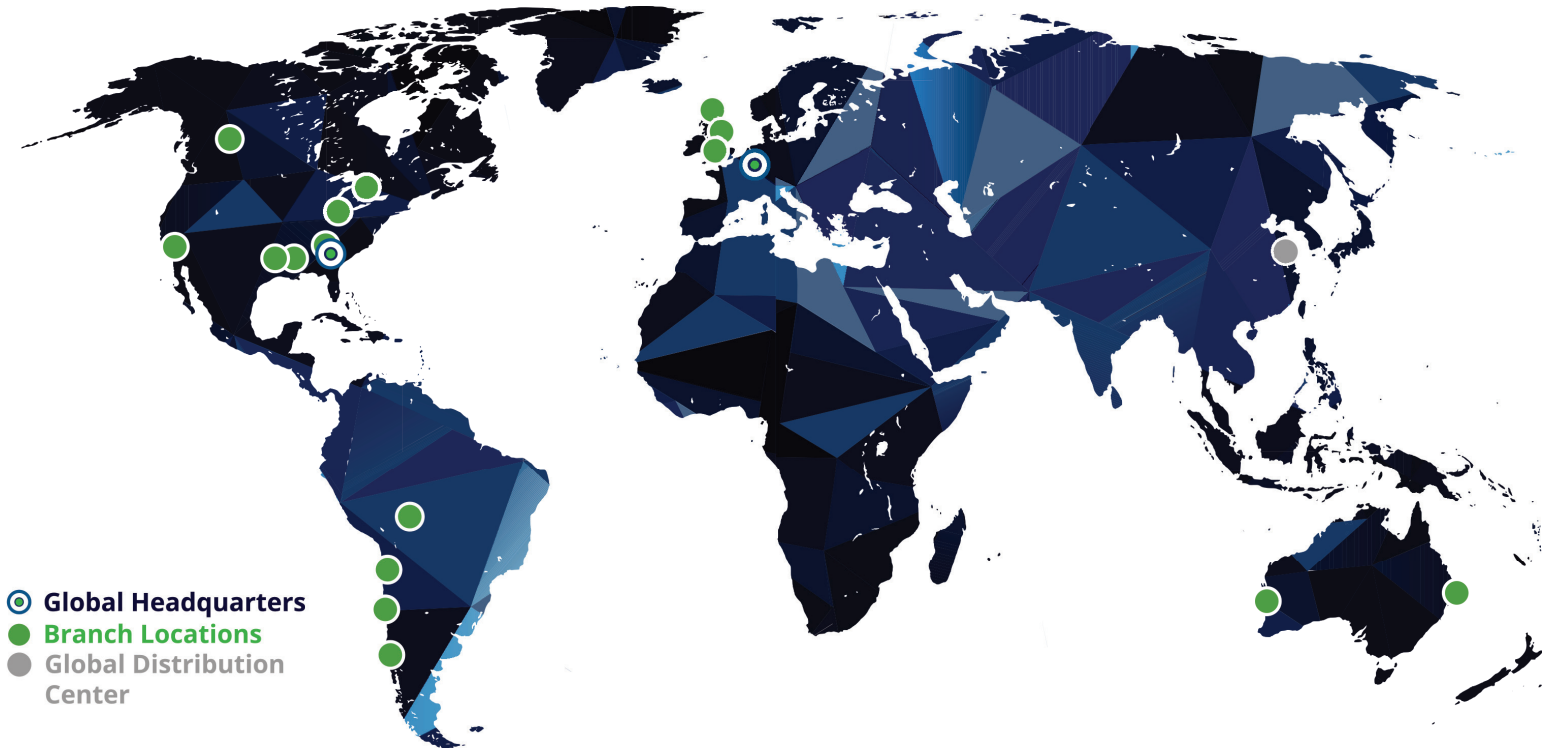 Global Headquarters
Branch Locations
Global Distribution
Center